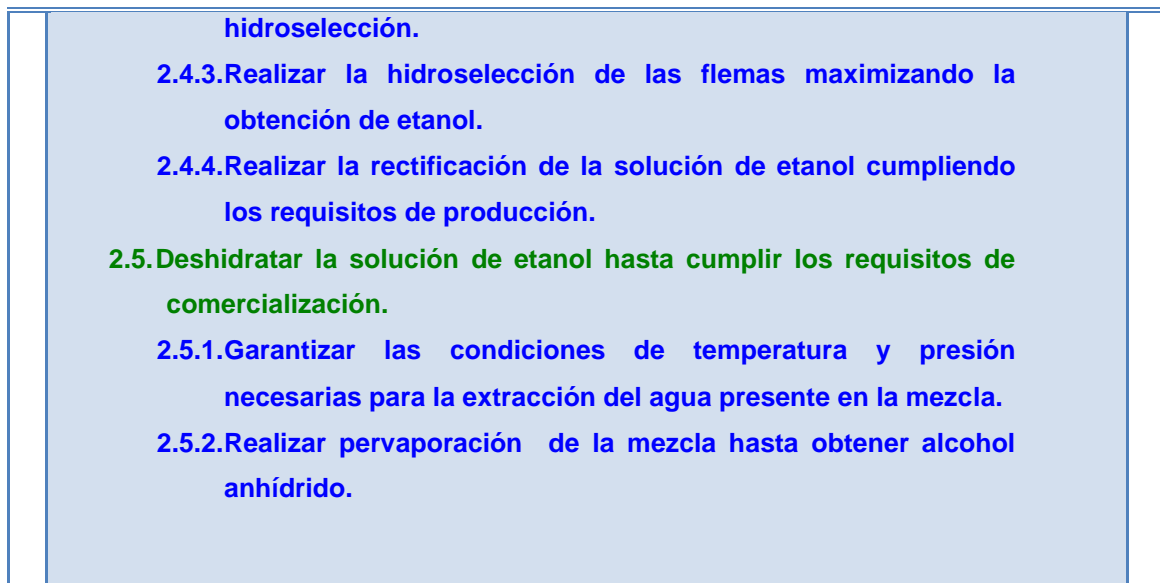 hidroselección.
2.4.3.Realizar la hidroselección de las flemas maximizando la
obtención de etanol.
2.4.4.Realizar la rectificación de la solución de etanol cumpliendo
los requisitos de producción.
2.5.Deshidratar la solución de etanol hasta cumplir los requisitos de
comercialización.
2.5.1.Garantizar las condiciones de temperatura y presión
necesarias para la extracción del agua presente en la mezcla.
2.5.2.Realizar pervaporación de la mezcla hasta obtener alcohol
anhídrido.